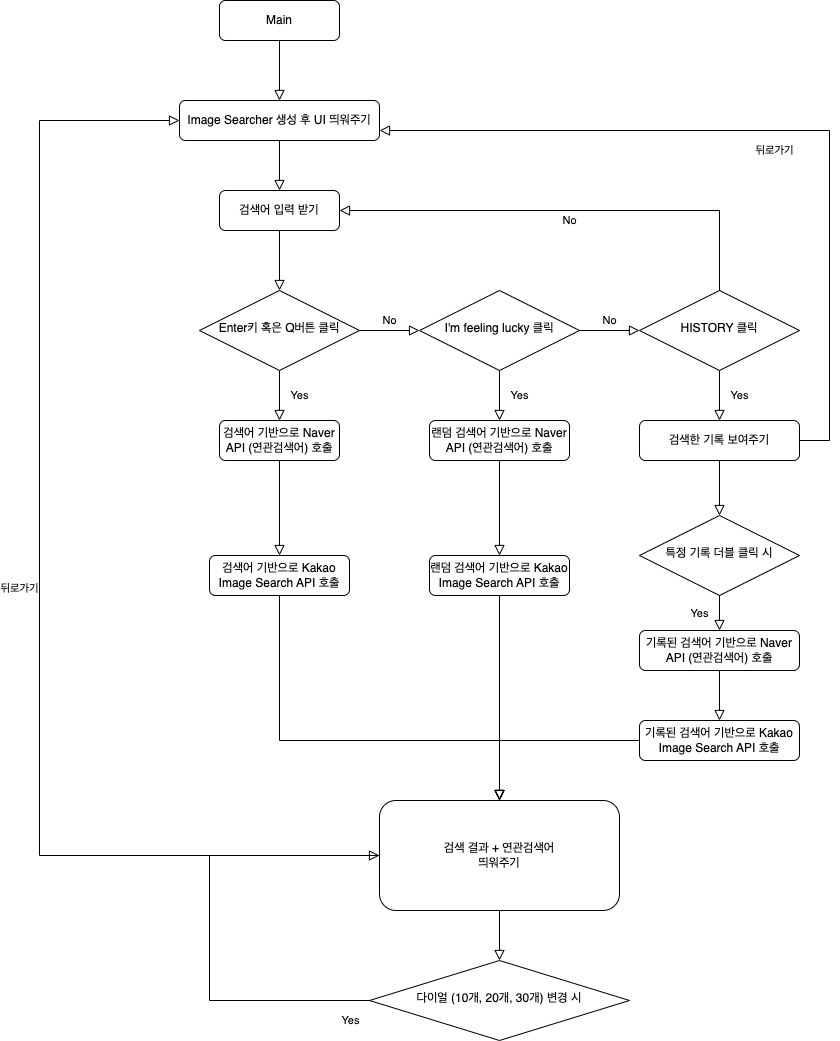 Main
Image Searcher 생성 후 UI 띄워주기
뒤로가기
검색어 입력 받기
No
Enter키 혹은 Q버튼 클릭
No
I'm feeling lucky 클릭
No
HISTORY 클릭
Yes
Yes
Yes
검색어 기반으로 Naver
API (연관검색어) 호출
랜덤 검색어 기반으로 Naver
API (연관검색어) 호출
검색한 기록 보여주기
특정 기록 더블 클릭 시
검색어 기반으로 Kakao
Image Search API 호출
랜덤 검색어 기반으로 Kakao
Image Search API 호출
뒤로가기
Yes
기록된 검색어 기반으로 Naver
API (연관검색어) 호출
기록된 검색어 기반으로 Kakao
Image Search API 호출
검색 결과 + 연관검색어
띄워주기
다이얼 (10개, 20개, 30개) 변경 시
Yes